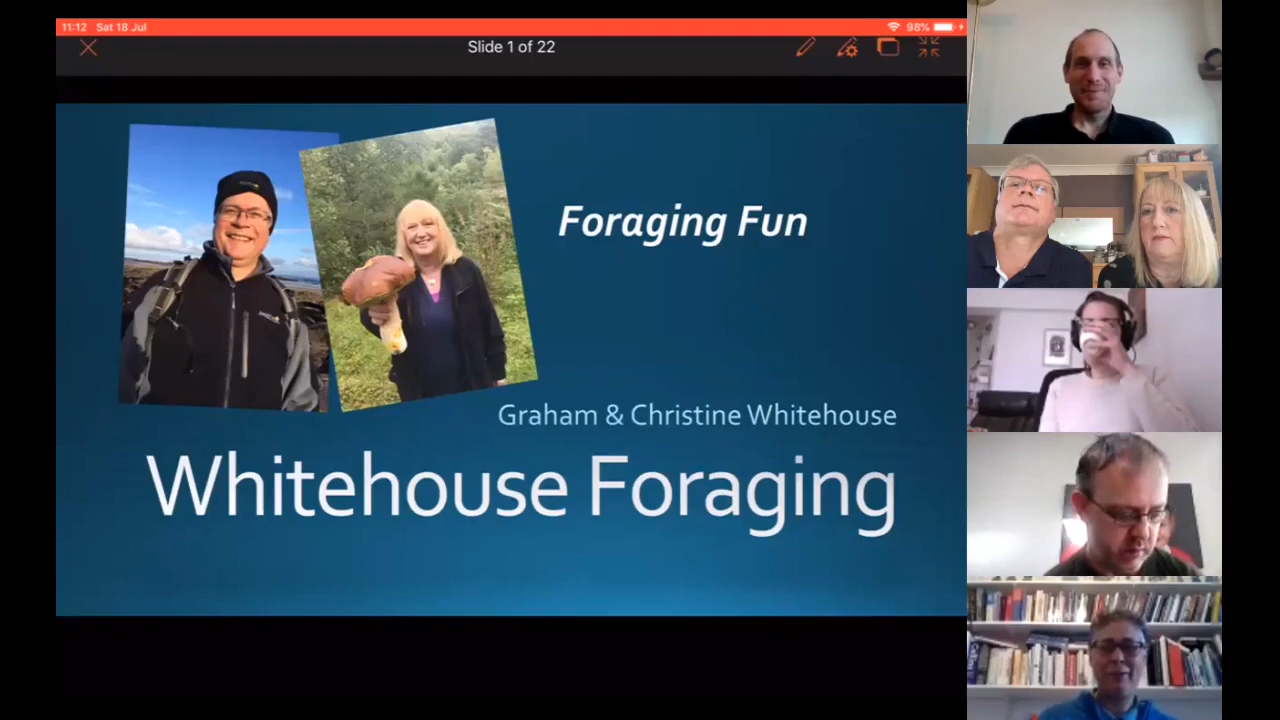 11:12 Sat 18 Jul
98%
Slide 1 of 22
Foraging Fun
Graham & Christine Whitehouse
Whitehouse Foraging